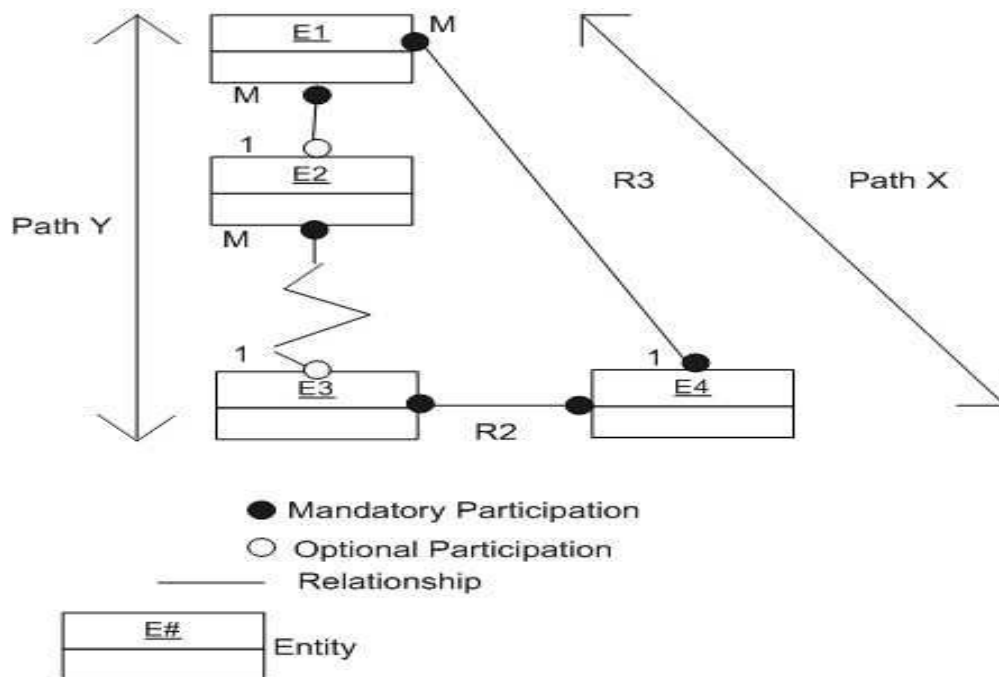 E1
M
M
M
1
E2
R3
Path X
Path Y
M
1
1
E3
E4
R2
Mandatory Participation
Optional Participation
Relationship
E#
Entity